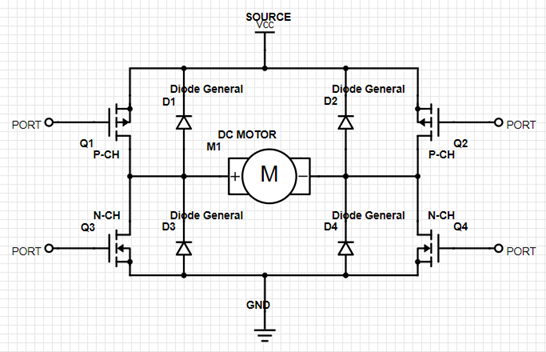 SOURCE
Vcc
Diode General
D1
Diode General
D2
PORT
Q1
P-CH
DC MOTOR
M1
+ M −
Q2
P-CH
PORT
N-CH
Q3
Diode General
D3
Diode General
D4
N-CH
Q4
PORT
PORT
GND